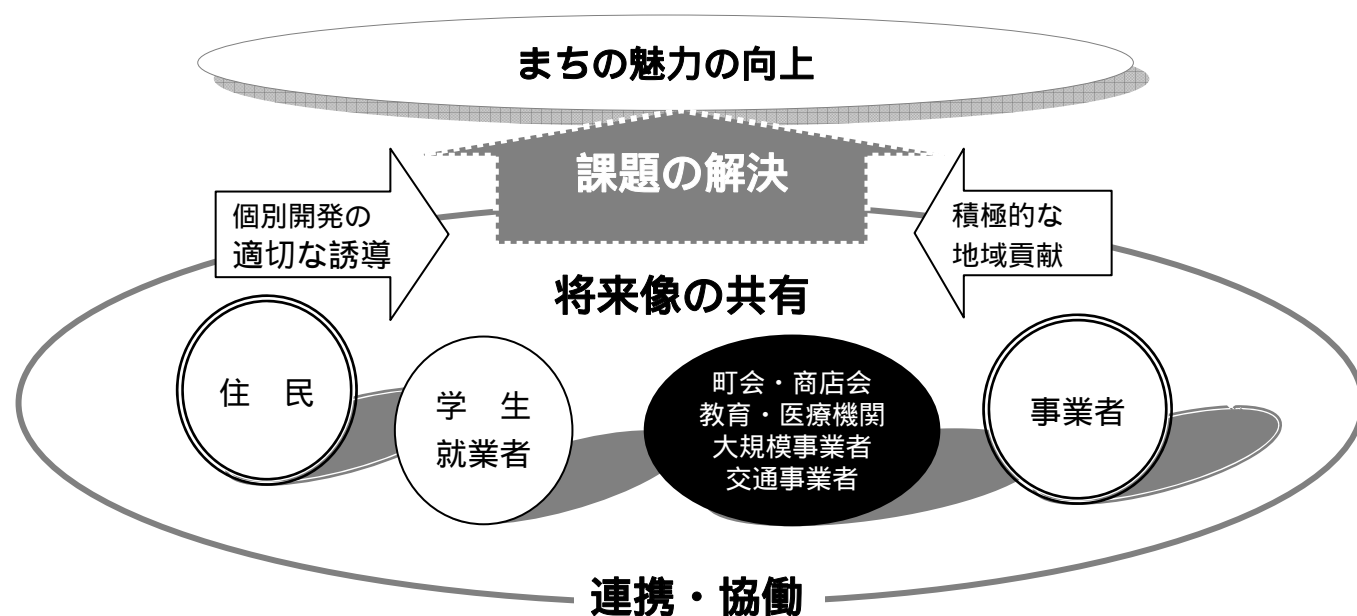 まちの魅力の向上
課題の解決
個別開発の
適切な誘導
積極的な
地域貢献
将来像の共有
住　民
学　生
就業者
町会・商店会
教育・医療機関
大規模事業者
交通事業者
事業者
連携・協働